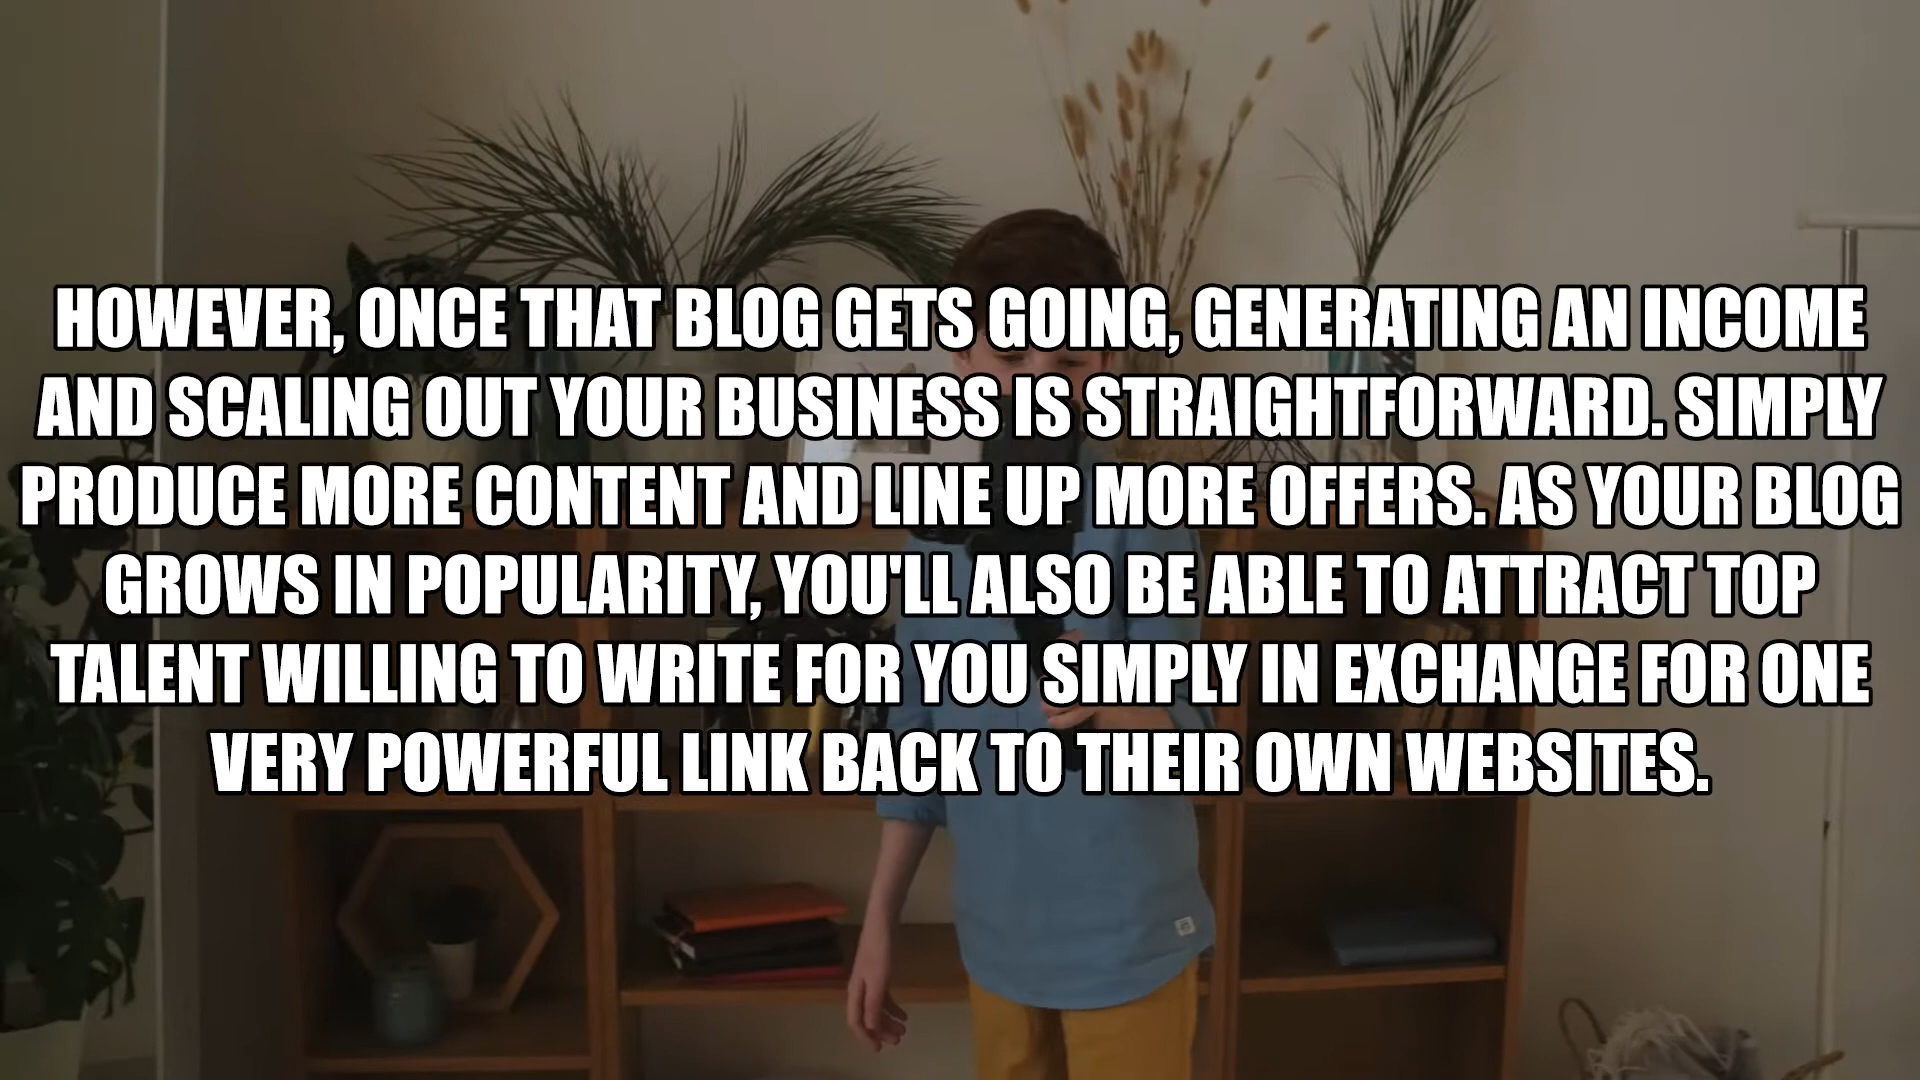 HOWEVER, ONCE THAT BLOG GETS GOING, GENERATING AN INCOME
AND SCALING OUT YOUR BUSINESS IS STRAIGHTFORWARD. SIMPLY
PRODUCE MORE CONTENT AND LINE UP MORE OFFERS. AS YOUR BLOG
GROWS IN POPULARITY, YOU'LL ALSO BE ABLE TO ATTRACT TOP
TALENT WILLING TO WRITE FOR YOU SIMPLY IN EXCHANGE FOR ONE
VERY POWERFUL LINK BACK TO THEIR OWN WEBSITES.